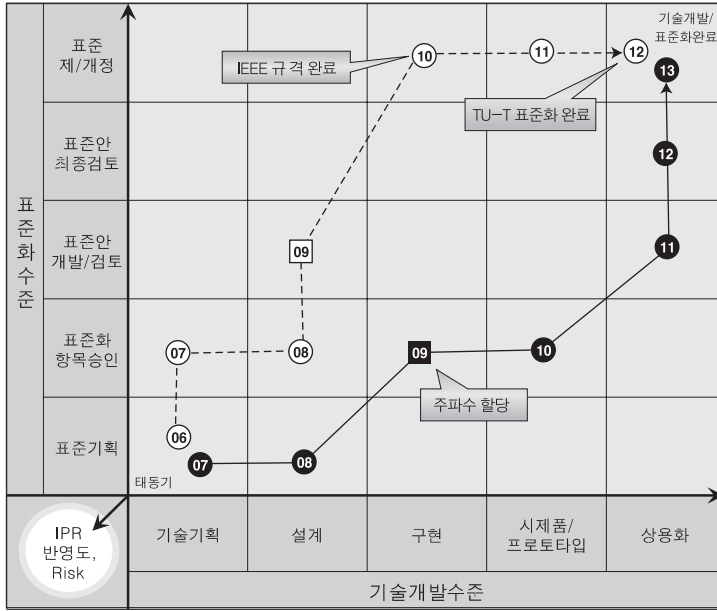 기술개발/
표준화완료
표준
제/개정
10
11
12
13
IEEE 규격 완료
TU-T 표준화 완료
표준안
최종검토
12
표준화수준
표준안
개발/검토
09
11
표준화
항목승인
07
08
09
10
주파수 할당
표준기획
06
07
08
태동기
IPR
반영도,
Risk
기술기획
설계
구현
시제품/
프로토타입
상용화
기술개발수준